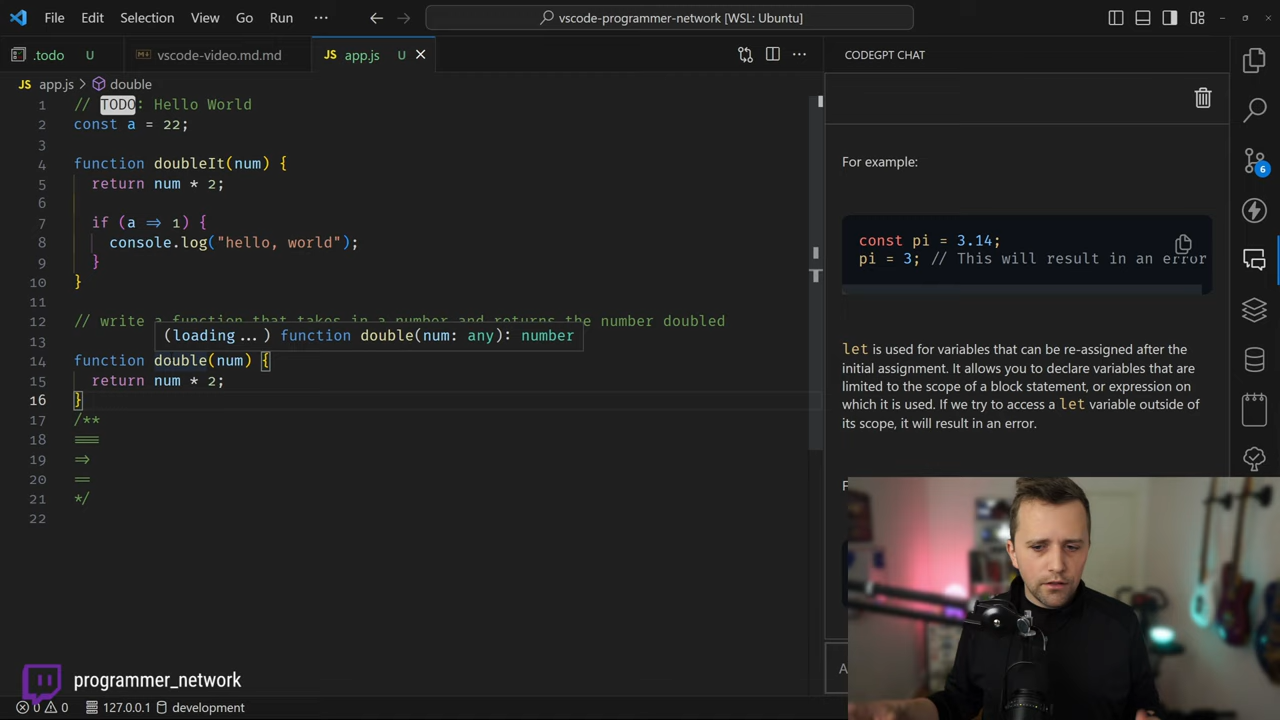 File Edit Selection View Go Run ··· vscode-programmer-network [WSL: Ubuntu]
.todo U vscode-video.md.md JS app.js U
JS app.js > double
1 // TODO: Hello World
2 const a = 22;
3
4 function doubleIt(num) {
5 return num * 2;
6
7 if (a => 1) {
8 console.log("hello, world");
9 }
10 }
11
12 // write a function that takes in a number and returns the number doubled
(loading...) function double(num: any): number
13
14 function double(num) {
15 return num * 2;
16 }
17 /**
18 ===
19 =>
20 ==
21 */
22
CODEGPT CHAT
For example:
const pi = 3.14;
pi = 3; // This will result in an error
let is used for variables that can be re-assigned after the
initial assignment. It allows you to declare variables that are
limited to the scope of a block statement, or expression on
which it is used. If we try to access a let variable outside of
its scope, it will result in an error.
6
programmer_network
0 0 127.0.0.1 development